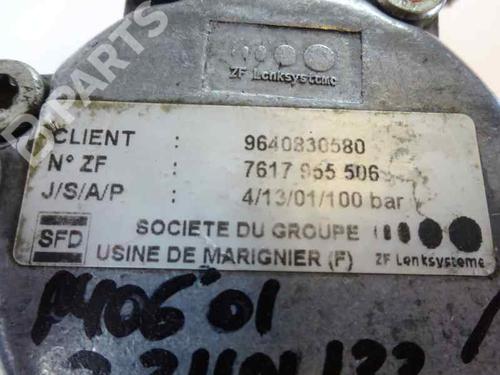 ZF Lenksysteme
B-PARTS
CLIENT : 9640830580
N° ZF : 7617 955 506
J/S/A/P : 4/13/01/100 bar
SFD
SOCIETE DU GROUPE
USINE DE MARIGNIER (F) ZF Lenksysteme
P406'01